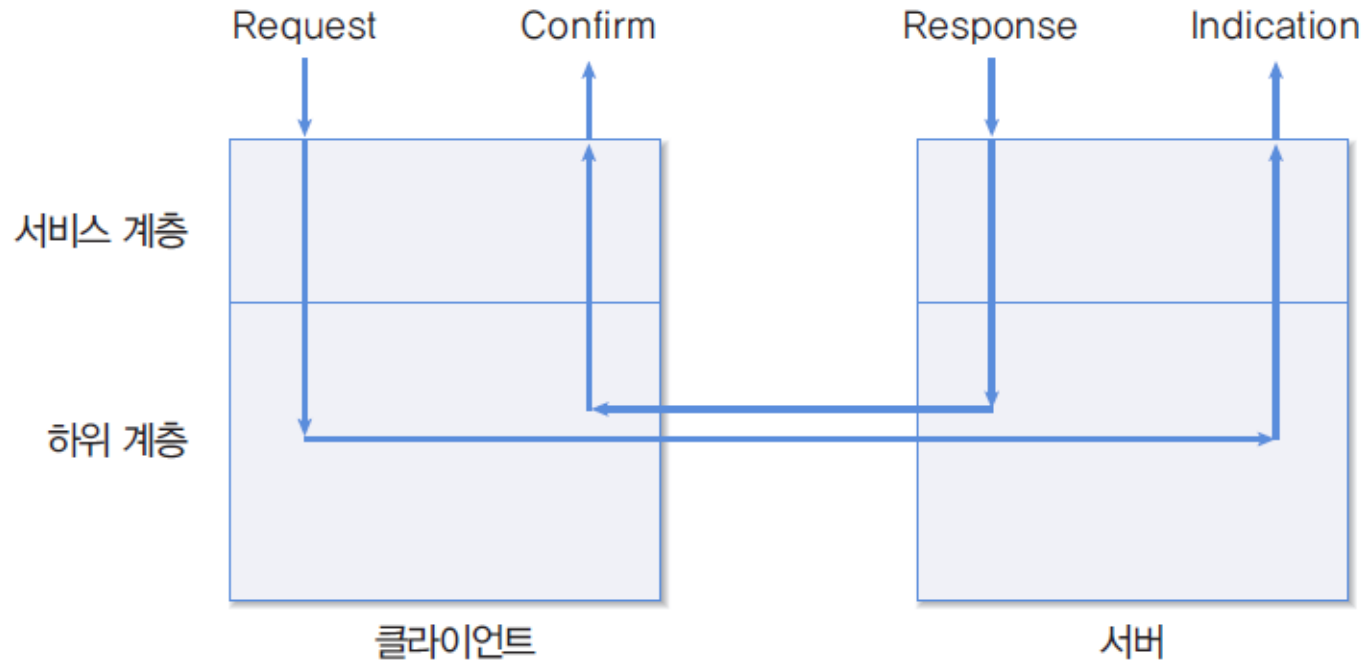 Request
Confirm
Response
Indication
서비스 계층
하위 계층
클라이언트
서버